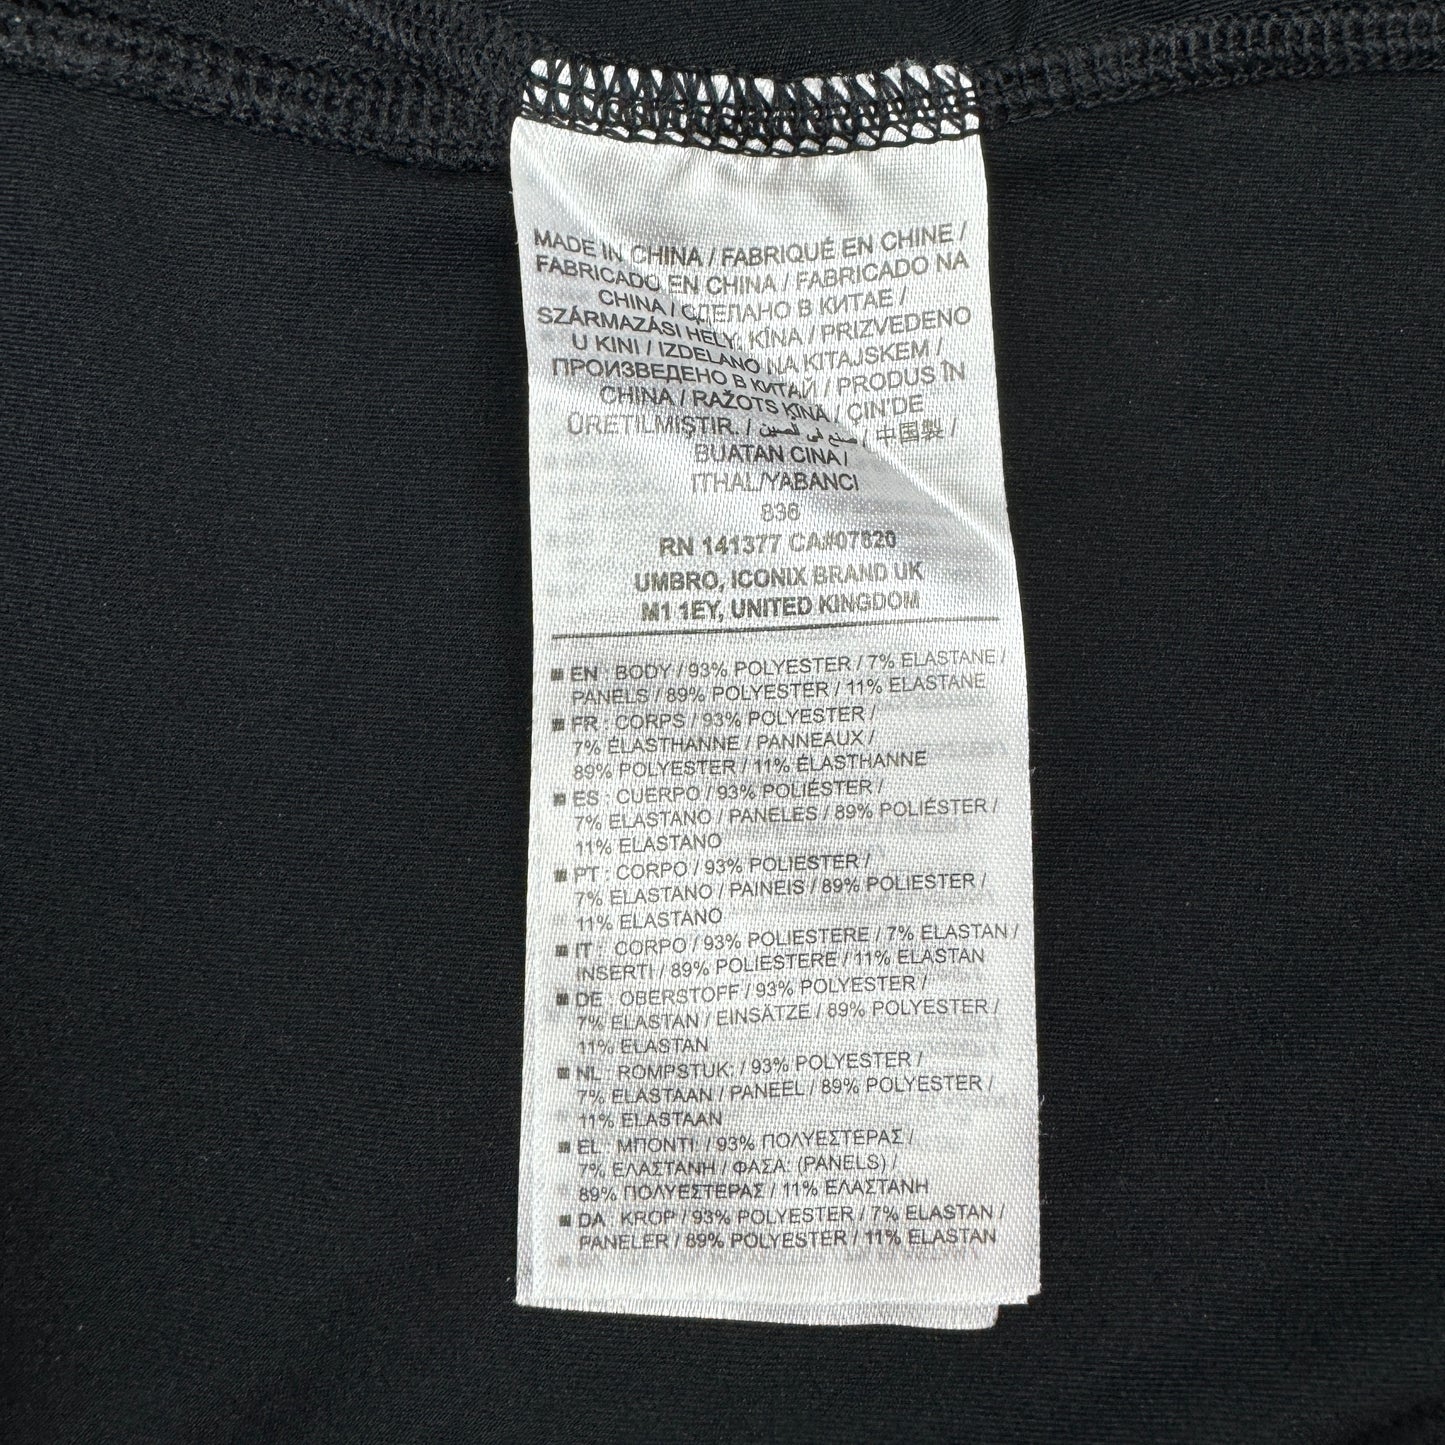 MADE IN CHINA / FABRIQUÉ EN CHINE /
FABRICADO EN CHINA / FABRICADO NA
CHINA / СДЕЛАНО В КИТАЕ /
SZÁRMAZÁSI HELY: KÍNA / PRIZVEDENO
U KINI / IZDELANO NA KITAJSKEM /
ПРОИЗВЕДЕНО В КИТАЙ / PRODUS ÎN
CHINA / RAŽOTS ĶĪNĀ / ÇIN'DE
ÜRETILMIŞTIR. / صنع في الصين / 中国製 /
BUATAN CINA /
ITHAL/YABANCI
836
RN 141377 CA#07820
UMBRO, ICONIX BRAND UK
M1 1EY, UNITED KINGDOM
■ EN : BODY / 93% POLYESTER / 7% ELASTANE /
PANELS / 89% POLYESTER / 11% ELASTANE
■ FR : CORPS / 93% POLYESTER /
7% ÉLASTHANNE / PANNEAUX /
89% POLYESTER / 11% ÉLASTHANNE
■ ES : CUERPO / 93% POLIÉSTER /
7% ELASTANO / PANELES / 89% POLIÉSTER /
11% ELASTANO
■ PT : CORPO / 93% POLIESTER /
7% ELASTANO / PAINEIS / 89% POLIESTER /
11% ELASTANO
■ IT : CORPO / 93% POLIESTERE / 7% ELASTAN /
INSERTI / 89% POLIESTERE / 11% ELASTAN
■ DE : OBERSTOFF / 93% POLYESTER /
7% ELASTAN / EINSÄTZE / 89% POLYESTER /
11% ELASTAN
■ NL : ROMPSTUK: / 93% POLYESTER /
7% ELASTAAN / PANEEL / 89% POLYESTER /
11% ELASTAAN
■ EL : ΜΠΟΝΤΙ: / 93% ΠΟΛΥΕΣΤΕΡΑΣ /
7% ΕΛΑΣΤΑΝΗ / ΦΑΣΑ: (PANELS) /
89% ΠΟΛΥΕΣΤΕΡΑΣ / 11% ΕΛΑΣΤΑΝΗ
■ DA : KROP / 93% POLYESTER / 7% ELASTAN /
PANELER / 89% POLYESTER / 11% ELASTAN